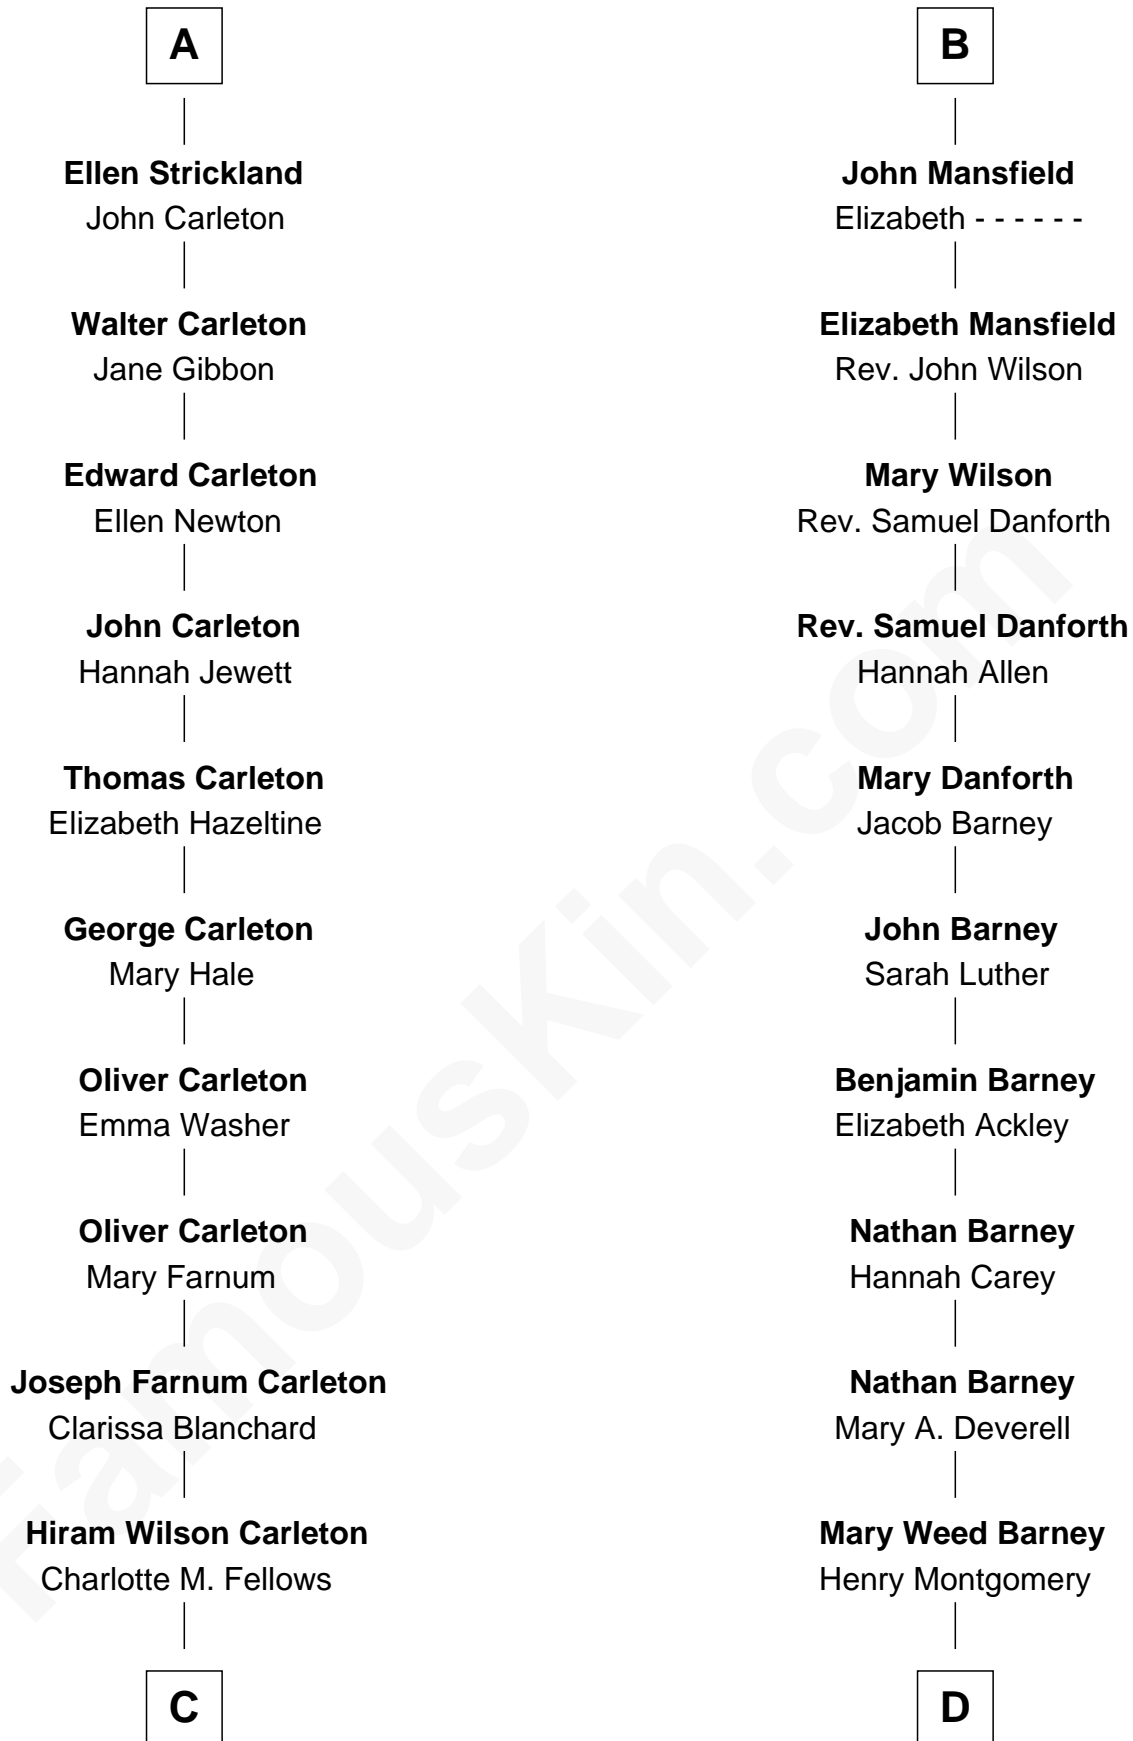 A
Ellen Strickland
John Carleton
Walter Carleton
Jane Gibbon
Edward Carleton
Ellen Newton
John Carleton
Hannah Jewett
Thomas Carleton
Elizabeth Hazeltine
George Carleton
Mary Hale
Oliver Carleton
Emma Washer
Oliver Carleton
Mary Farnum
Joseph Farnum Carleton
Clarissa Blanchard
Hiram Wilson Carleton
Charlotte M. Fellows
C
B
John Mansfield
Elizabeth - - - - - -
Elizabeth Mansfield
Rev. John Wilson
Mary Wilson
Rev. Samuel Danforth
Rev. Samuel Danforth
Hannah Allen
Mary Danforth
Jacob Barney
John Barney
Sarah Luther
Benjamin Barney
Elizabeth Ackley
Nathan Barney
Hannah Carey
Nathan Barney
Mary A. Deverell
Mary Weed Barney
Henry Montgomery
D
FamousKin.com